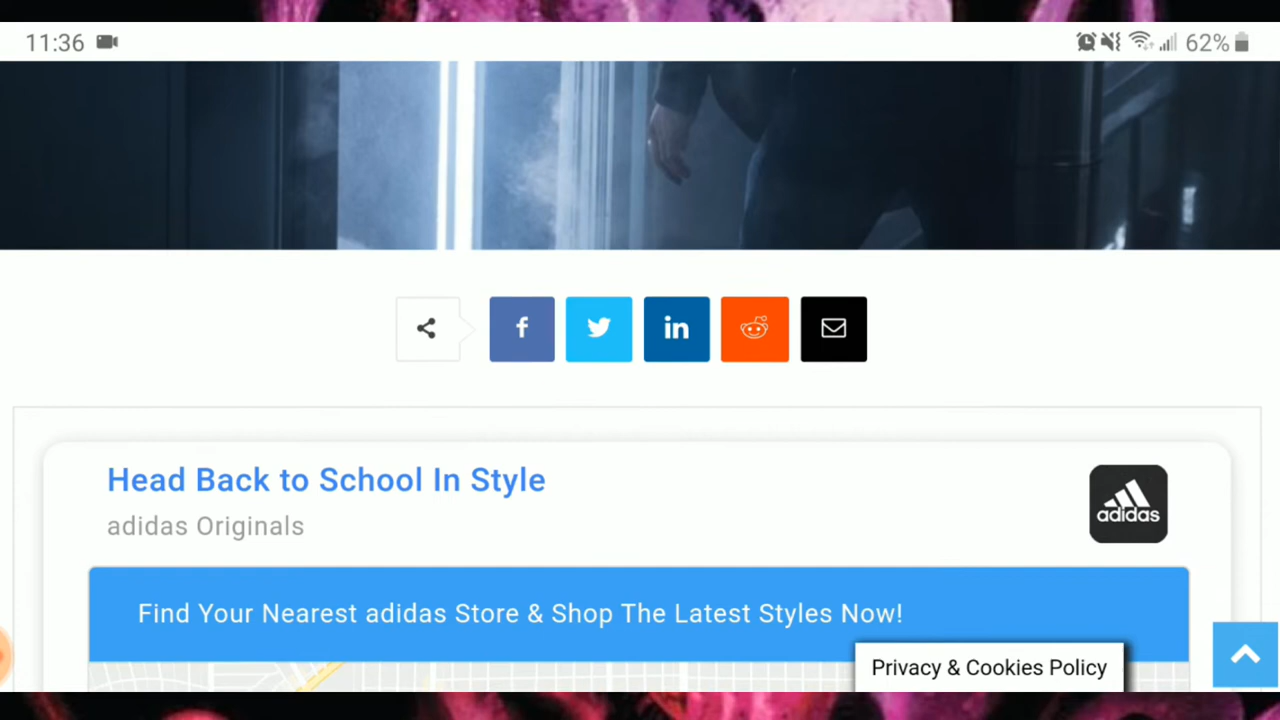 11:36
62%
f
in
Head Back to School In Style
adidas Originals
adidas
Find Your Nearest adidas Store & Shop The Latest Styles Now!
Privacy & Cookies Policy